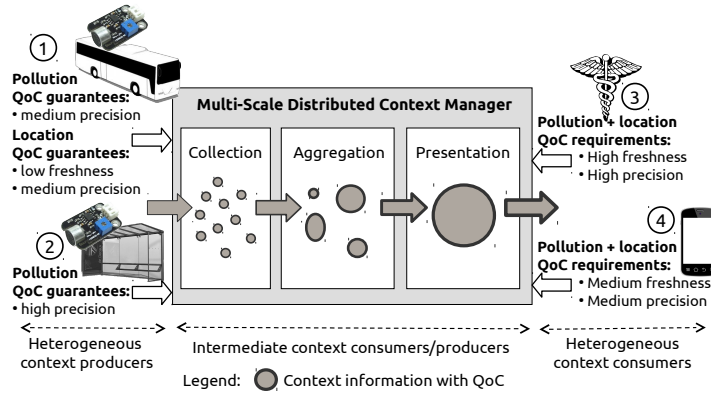 1
Pollution
QoC guarantees:
• medium precision
Location
QoC guarantees:
• low freshness
• medium precision
2
Pollution
QoC guarantees:
• high precision
Multi-Scale Distributed Context Manager
Collection
Aggregation
Presentation
3
Pollution + location
QoC requirements:
• High freshness
• High precision
4
Pollution + location
QoC requirements:
• Medium freshness
• Medium precision
Heterogeneous
context producers
Intermediate context consumers/producers
Heterogeneous
context consumers
Legend:
Context information with QoC